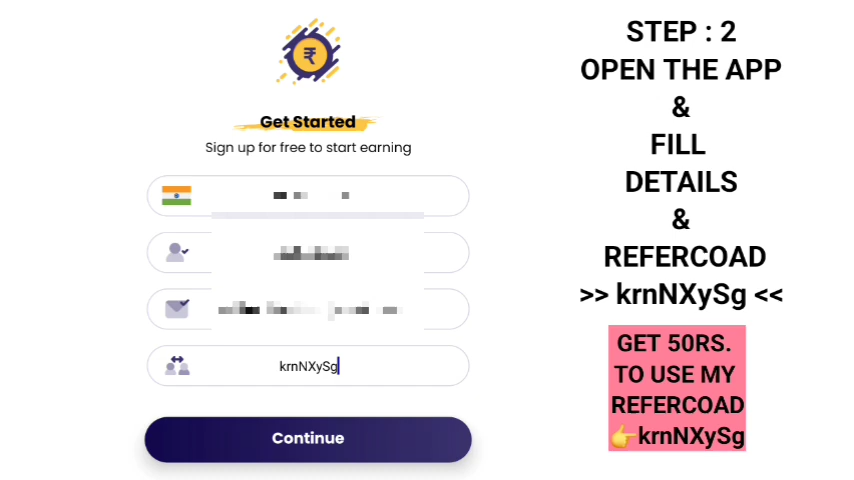 ₹
Get Started
Sign up for free to start earning
krnNXySg
Continue
STEP : 2
OPEN THE APP
&
FILL
DETAILS
&
REFERCOAD
>> krnNXySg <<
GET 50RS.
TO USE MY
REFERCOAD
👉krnNXySg